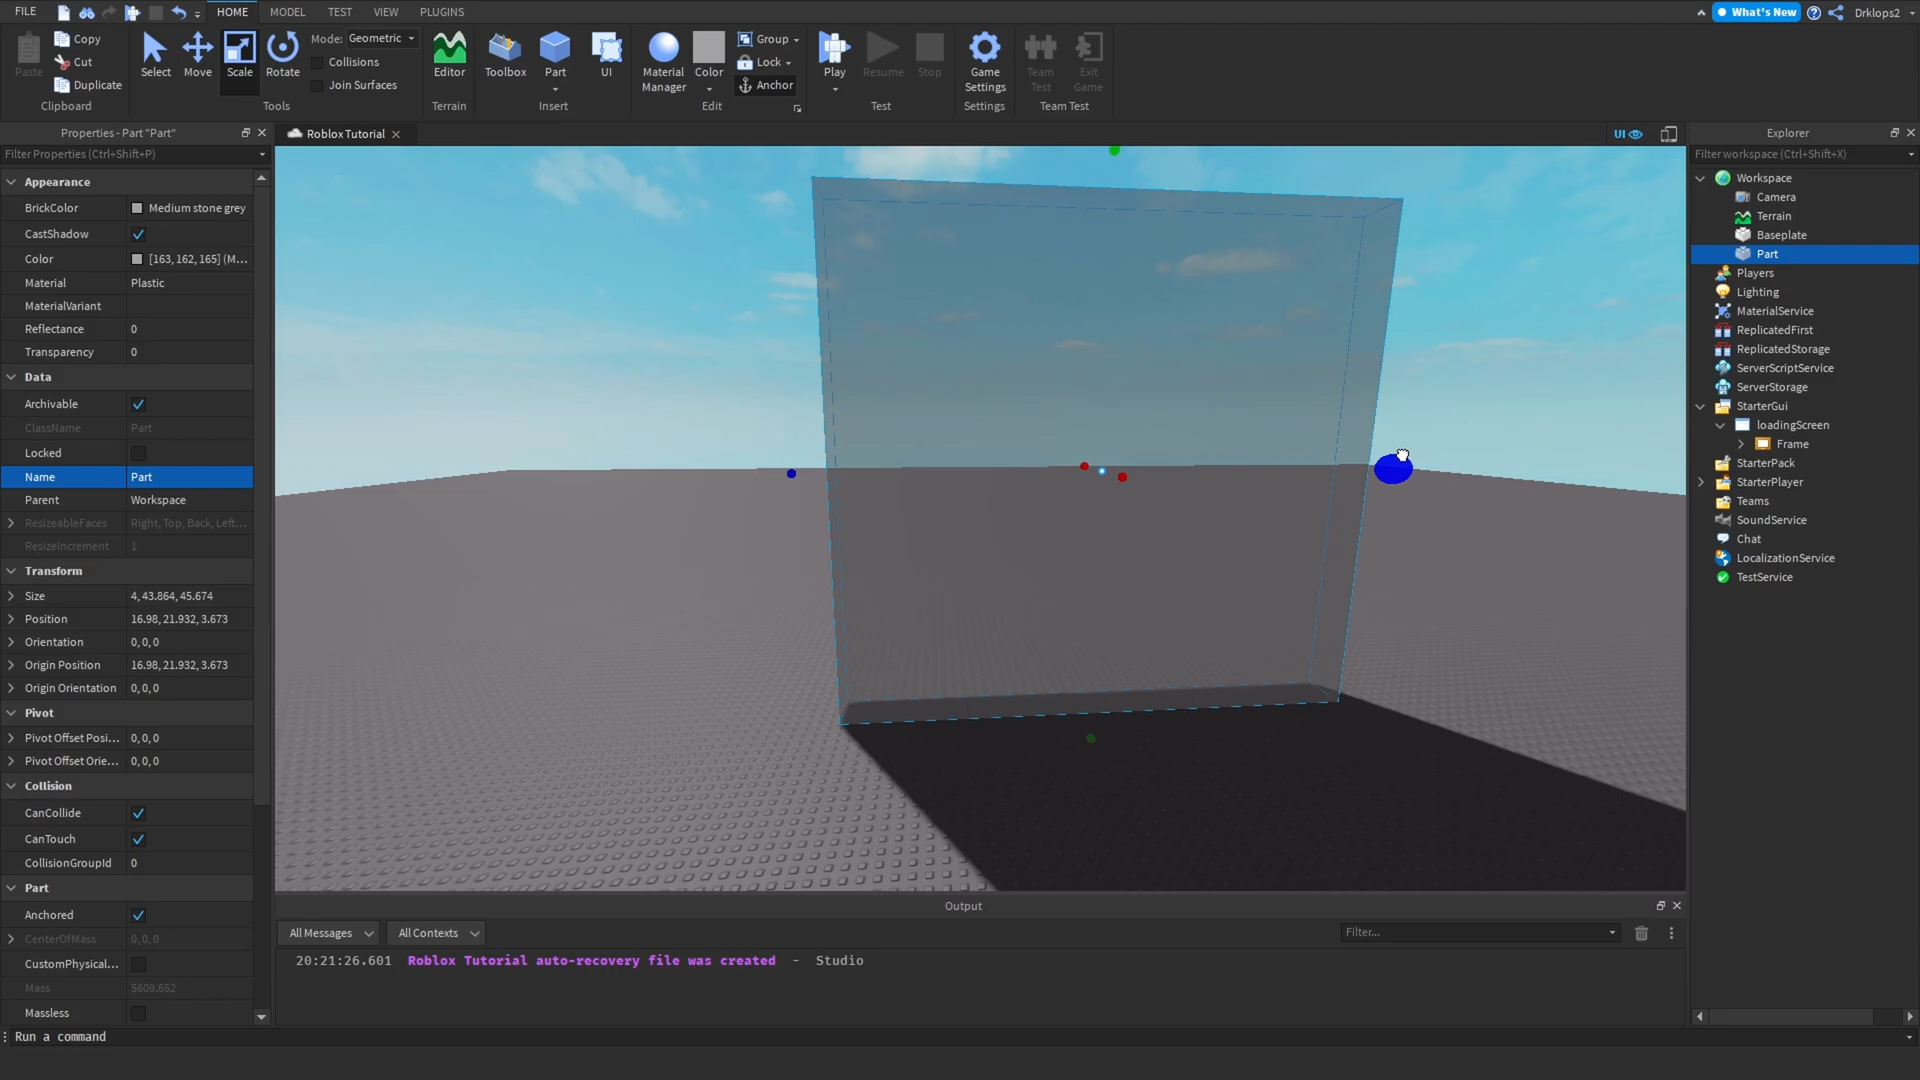 FILE HOME MODEL TEST VIEW PLUGINS What's New Drklops2
Paste Copy Cut Duplicate Clipboard
Select Move Scale Rotate Mode: Geometric Collisions Join Surfaces Tools
Editor Terrain
Toolbox Part UI Insert
Material Manager Color Group Lock Anchor Edit
Play Resume Stop Test
Game Settings Settings
Team Test Exit Game Team Test
Properties - Part "Part"
Filter Properties (Ctrl+Shift+P)
Appearance
BrickColor Medium stone grey
CastShadow
Color [163, 162, 165] (M...
Material Plastic
MaterialVariant
Reflectance 0
Transparency 0
Data
Archivable
ClassName Part
Locked
Name Part
Parent Workspace
ResizeableFaces Right, Top, Back, Left...
ResizeIncrement 1
Transform
Size 4, 43.864, 45.674
Position 16.98, 21.932, 3.673
Orientation 0, 0, 0
Origin Position 16.98, 21.932, 3.673
Origin Orientation 0, 0, 0
Pivot
Pivot Offset Posi... 0, 0, 0
Pivot Offset Orie... 0, 0, 0
Collision
CanCollide
CanTouch
CollisionGroupId 0
Part
Anchored
CenterOfMass 0, 0, 0
CustomPhysical...
Mass 5609.652
Massless
Roblox Tutorial
UI
Output
All Messages All Contexts Filter...
20:21:26.601 Roblox Tutorial auto-recovery file was created - Studio
Explorer
Filter workspace (Ctrl+Shift+X)
Workspace
Camera
Terrain
Baseplate
Part
Players
Lighting
MaterialService
ReplicatedFirst
ReplicatedStorage
ServerScriptService
ServerStorage
StarterGui
loadingScreen
Frame
StarterPack
StarterPlayer
Teams
SoundService
Chat
LocalizationService
TestService
Run a command